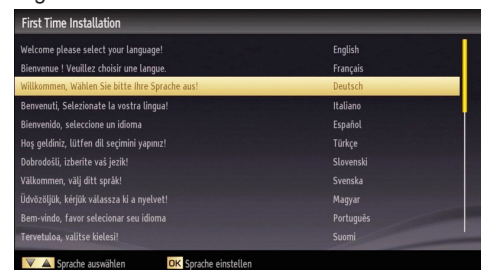 First Time Installation
Welcome please select your language! English
Bienvenue ! Veuillez choisir une langue. Français
Willkommen, Wählen Sie bitte Ihre Sprache aus! Deutsch
Benvenuti, Selezionate la vostra lingua! Italiano
Bienvenido, seleccione un idioma Español
Hoş geldiniz, lütfen dil seçimini yapınız! Türkçe
Dobrodošli, izberite vaš jezik! Slovenski
Välkommen, välj ditt språk! Svenska
Üdvözöljük, kérjük válassza ki a nyelvet! Magyar
Bem-vindo, favor selecionar seu idioma Português
Tervetuloa, valitse kielesi! Suomi
Sprache auswählen OK Sprache einstellen